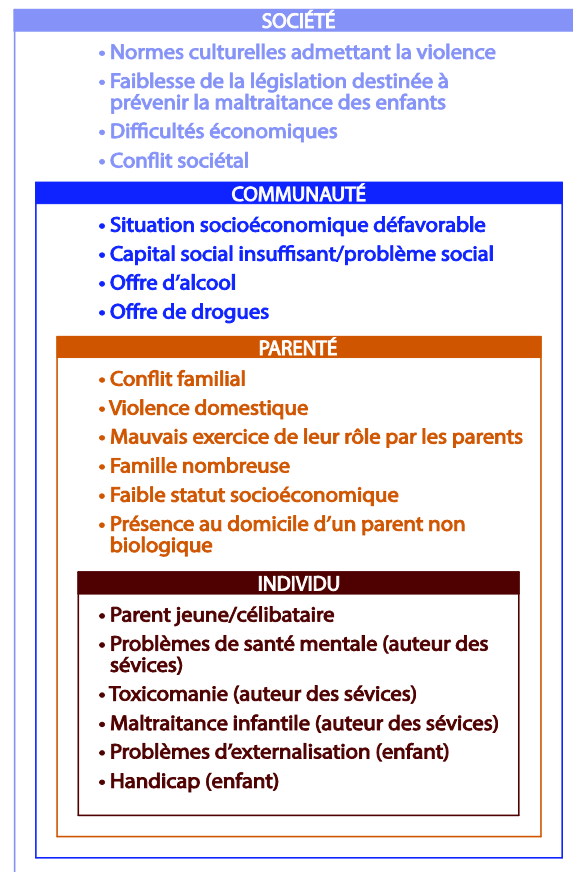 SOCIÉTÉ
• Normes culturelles admettant la violence
• Faiblesse de la législation destinée à
prévenir la maltraitance des enfants
• Difficultés économiques
• Conflit sociétal
COMMUNAUTÉ
• Situation socioéconomique défavorable
• Capital social insuffisant/problème social
• Offre d'alcool
• Offre de drogues
PARENTÉ
• Conflit familial
• Violence domestique
• Mauvais exercice de leur rôle par les parents
• Famille nombreuse
• Faible statut socioéconomique
• Présence au domicile d'un parent non
biologique
INDIVIDU
• Parent jeune/célibataire
• Problèmes de santé mentale (auteur des
sévices)
• Toxicomanie (auteur des sévices)
• Maltraitance infantile (auteur des sévices)
• Problèmes d'externalisation (enfant)
• Handicap (enfant)